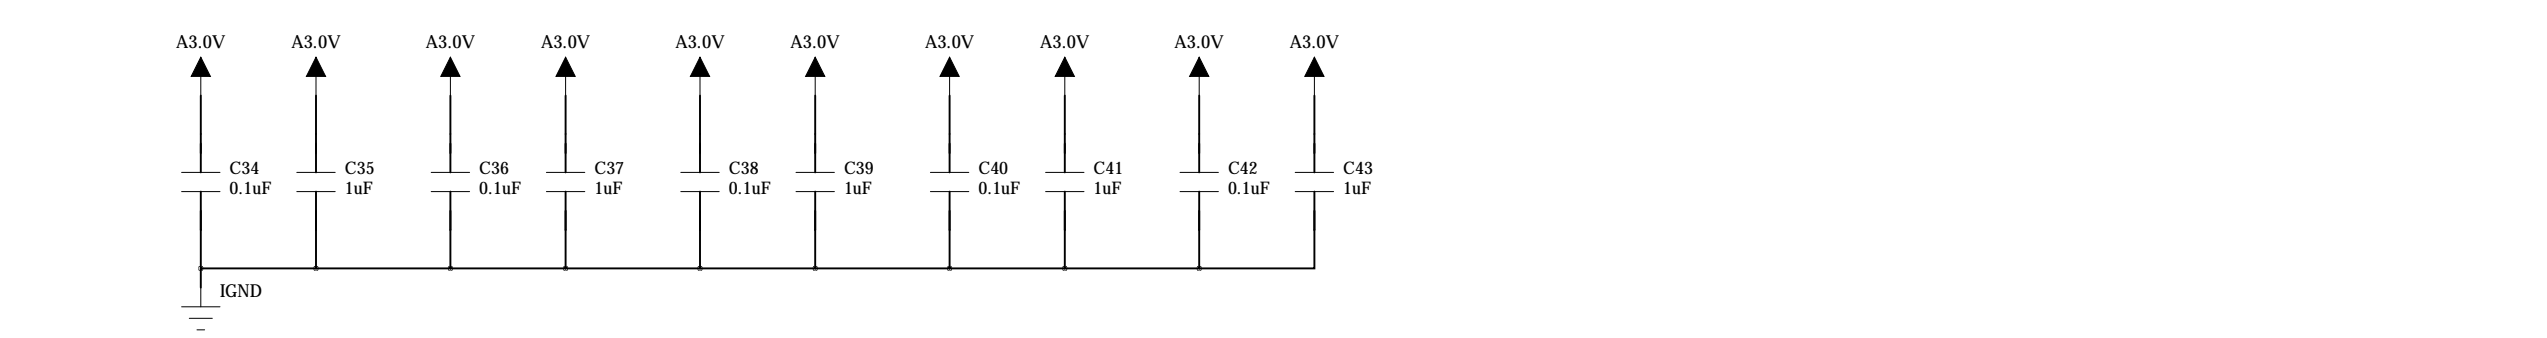 A3.0V A3.0V A3.0V A3.0V A3.0V A3.0V A3.0V A3.0V A3.0V A3.0V
C34 C35 C36 C37 C38 C39 C40 C41 C42 C43
0.1uF 1uF 0.1uF 1uF 0.1uF 1uF 0.1uF 1uF 0.1uF 1uF
IGND